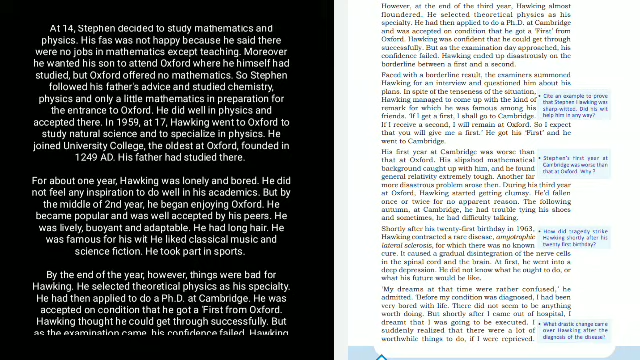 At 14, Stephen decided to study mathematics and
physics. His fas was not happy because he said there
were no jobs in mathematics except teaching. Moreover
he wanted his son to attend Oxford where he himself had
studied, but Oxford offered no mathematics. So Stephen
followed his father's advice and studied chemistry,
physics and only a little mathematics in preparation for
the entrance to Oxford. He did well in physics and
accepted there. In 1959, at 17, Hawking went to Oxford to
study natural science and to specialize in physics. He
joined University College, the oldest at Oxford, founded in
1249 AD. His father had studied there.
For about one year, Hawking was lonely and bored. He did
not feel any inspiration to do well in his academics. But by
the middle of 2nd year, he began enjoying Oxford. He
became popular and was well accepted by his peers. He
was lively, buoyant and adaptable. He had long hair. He
was famous for his wit He liked classical music and
science fiction. He took part in sports.
By the end of the year, however, things were bad for
Hawking. He selected theoretical physics as his specialty.
He had then applied to do a Ph.D. at Cambridge. He was
accepted on condition that he got a 'First from Oxford.
Hawking thought he could get through successfully. But
as the examination came, his confidence failed. Hawking
However, at the end of the third year, Hawking almost
floundered. He selected theoretical physics as his
specialty. He had then applied to do a Ph.D. at Cambridge
and was accepted on condition that he got a 'First' from
Oxford. Hawking was confident that he could get through
successfully. But as the examination day approached, his
confidence failed. Hawking ended up disastrously on the
borderline between a first and a second.
Faced with a borderline result, the examiners summoned
Hawking for an interview and questioned him about his
plans. In spite of the tenseness of the situation,
Hawking managed to come up with the kind of
remark for which he was famous among his
friends. 'If I get a first, I shall go to Cambridge.
If I receive a second, I will remain at Oxford. So I expect
that you will give me a first.' He got his 'First' and he
went to Cambridge.
• Cite an example to prove
that Stephen Hawking was
sharp witted. Did his wit
help him in any way?
His first year at Cambridge was worse than
that at Oxford. His slipshod mathematical
background caught up with him, and he found
general relativity extremely tough. Another far
more disastrous problem arose then. During his third year
at Oxford, Hawking started getting clumsy. He'd fallen
once or twice for no apparent reason. The following
autumn, at Cambridge, he had trouble tying his shoes
and sometimes, he had difficulty talking.
• Stephen's first year at
Cambridge was worse than
that at Oxford. Why ?
Shortly after his twenty-first birthday in 1963,
Hawking contracted a rare disease, amyotrophic
lateral sclerosis, for which there was no known
cure. It caused a gradual disintegration of the nerve cells
in the spinal cord and the brain. At first, he went into a
deep depression. He did not know what he ought to do, or
what his future would be like.
• How did tragedy strike
Hawking shortly after his
twenty first birthday?
'My dreams at that time were rather confused,' he
admitted. 'Before my condition was diagnosed, I had been
very bored with life. There did not seem to be anything
worth doing. But shortly after I came out of hospital, I
dreamt that I was going to be executed. I
suddenly realized that there were a lot of
worthwhile things to do, if I were reprieved.
• What drastic change came
over Hawking after the
diagnosis of the disease?